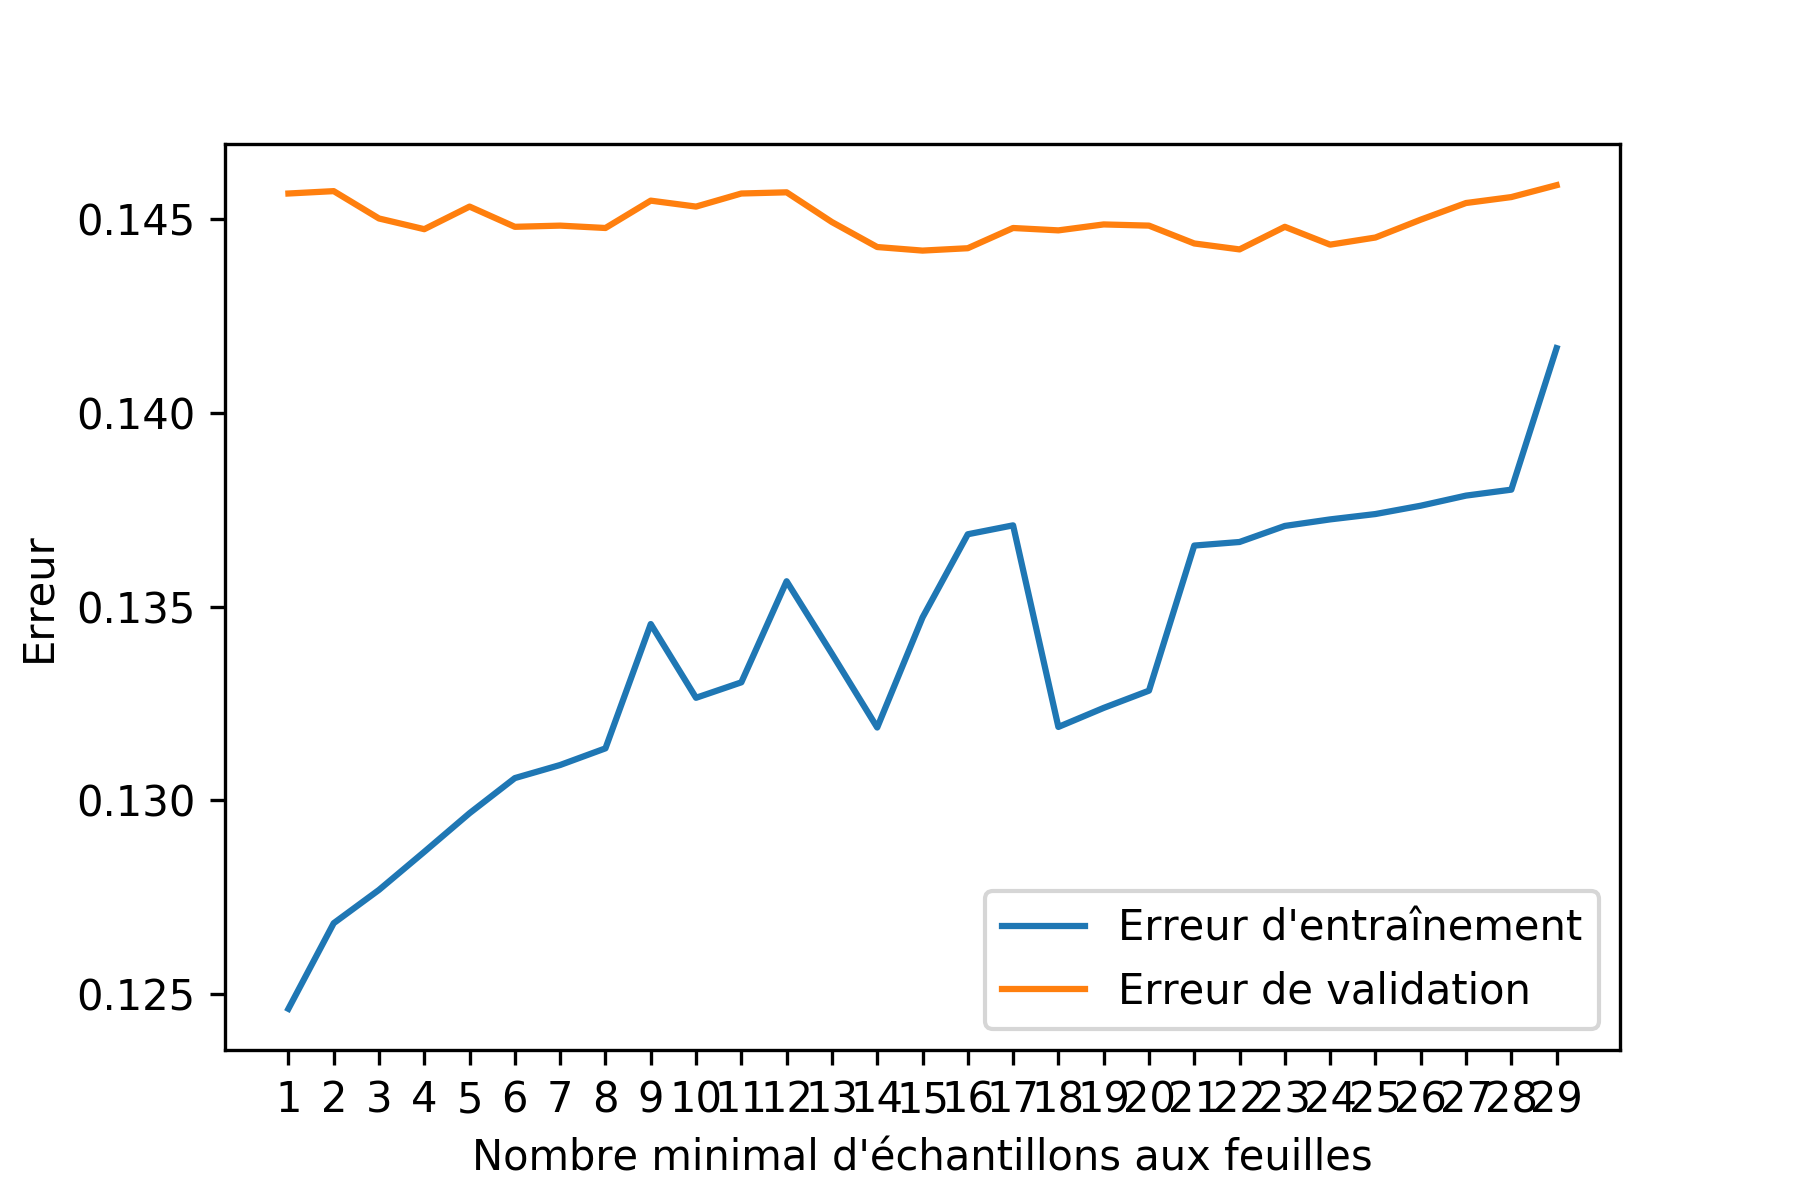 0.145
0.140
0.135
0.130
0.125
Erreur
Erreur d'entraînement
Erreur de validation
1 2 3 4 5 6 7 8 9 10 11 12 13 14 15 16 17 18 19 20 21 22 23 24 25 26 27 28 29
Nombre minimal d'échantillons aux feuilles